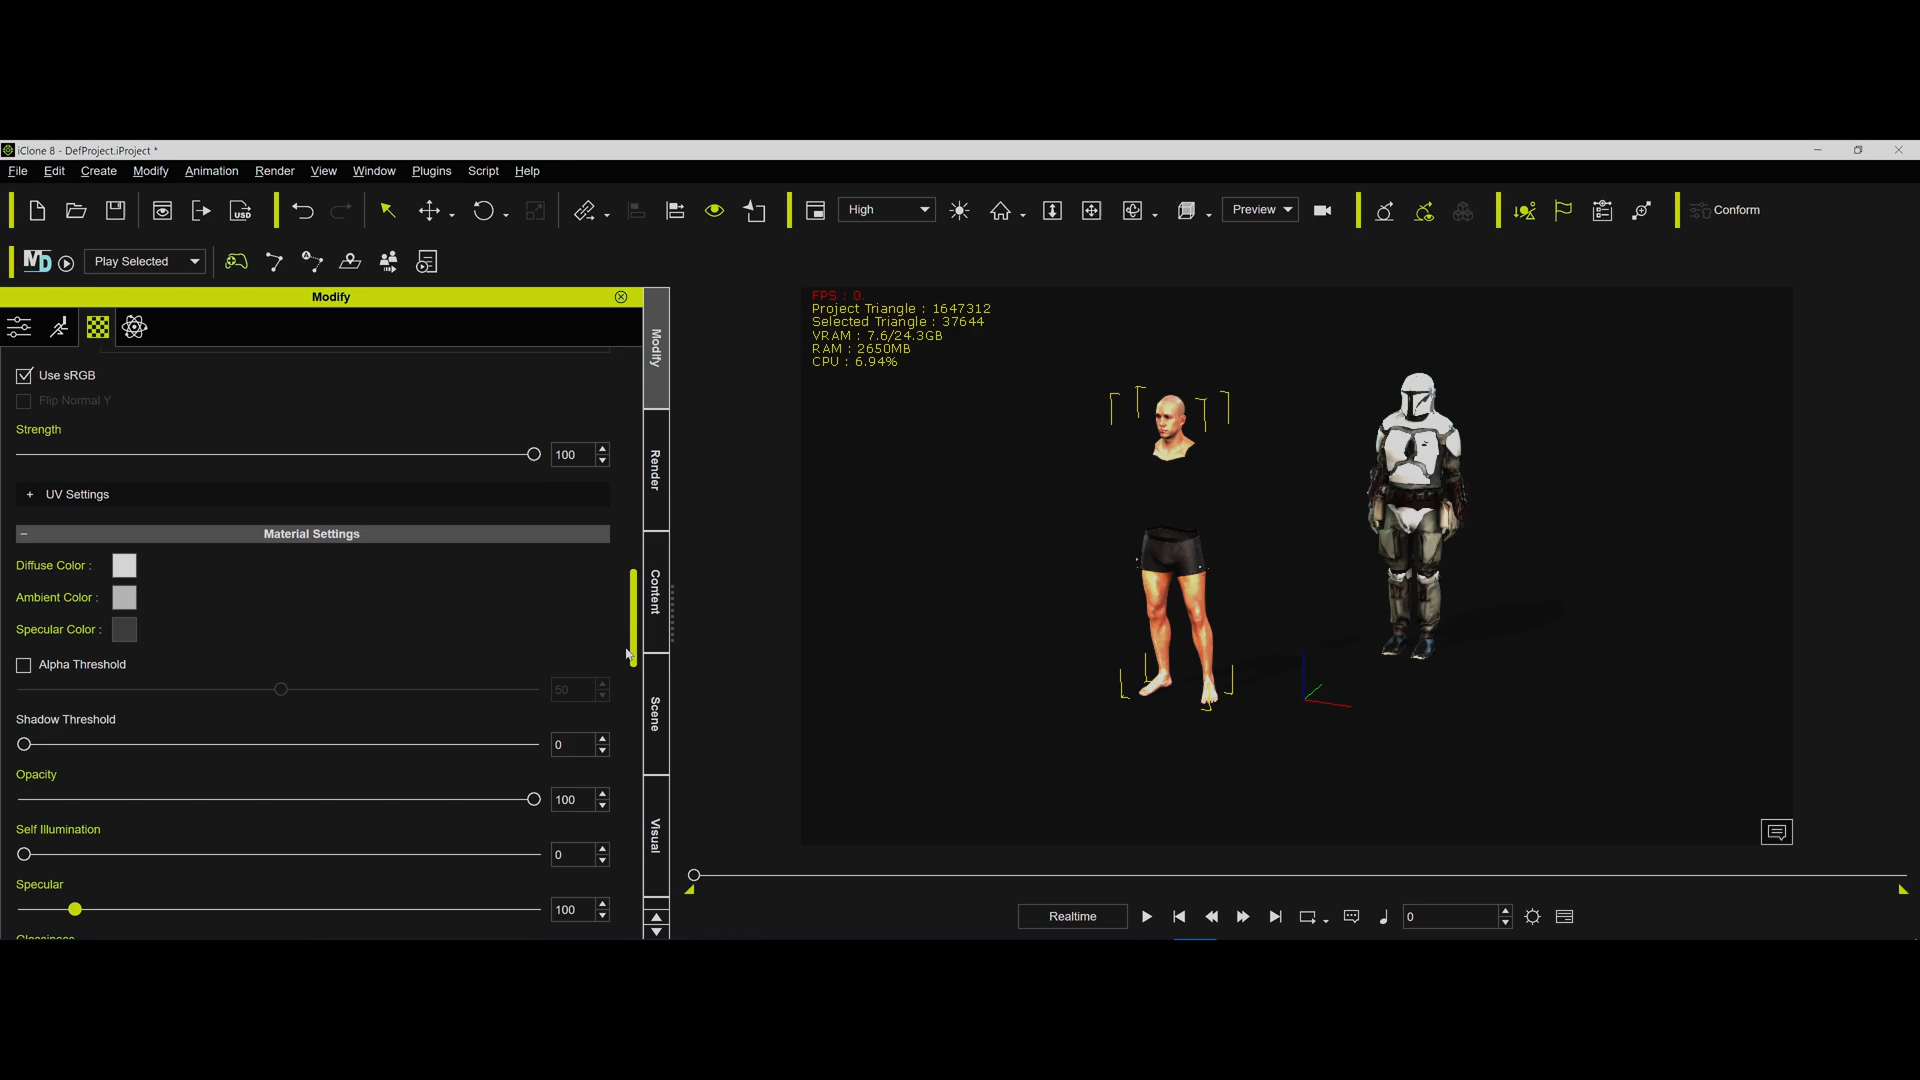 iClone 8 - DefProject.iProject *
File Edit Create Modify Animation Render View Window Plugins Script Help
USD
High
Preview
Conform
MD
Play Selected
Modify
Use sRGB
Flip Normal Y
Strength
100
+ UV Settings
Material Settings
Diffuse Color :
Ambient Color :
Specular Color :
Alpha Threshold
50
Shadow Threshold
0
Opacity
100
Self Illumination
0
Specular
100
Glossiness
Modify
Render
Content
Scene
Visual
FPS : 0.
Project Triangle : 1647312
Selected Triangle : 37644
VRAM : 7.6/24.3GB
RAM : 2650MB
CPU : 6.94%
Realtime
0